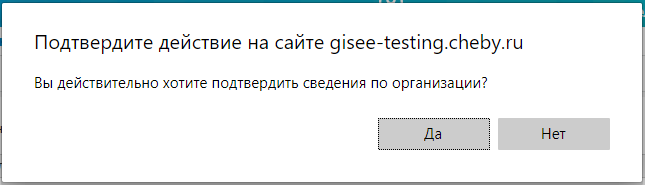 Подтвердите действие на сайте gisee-testing.cheby.ru
Вы действительно хотите подтвердить сведения по организации?
Да Нет